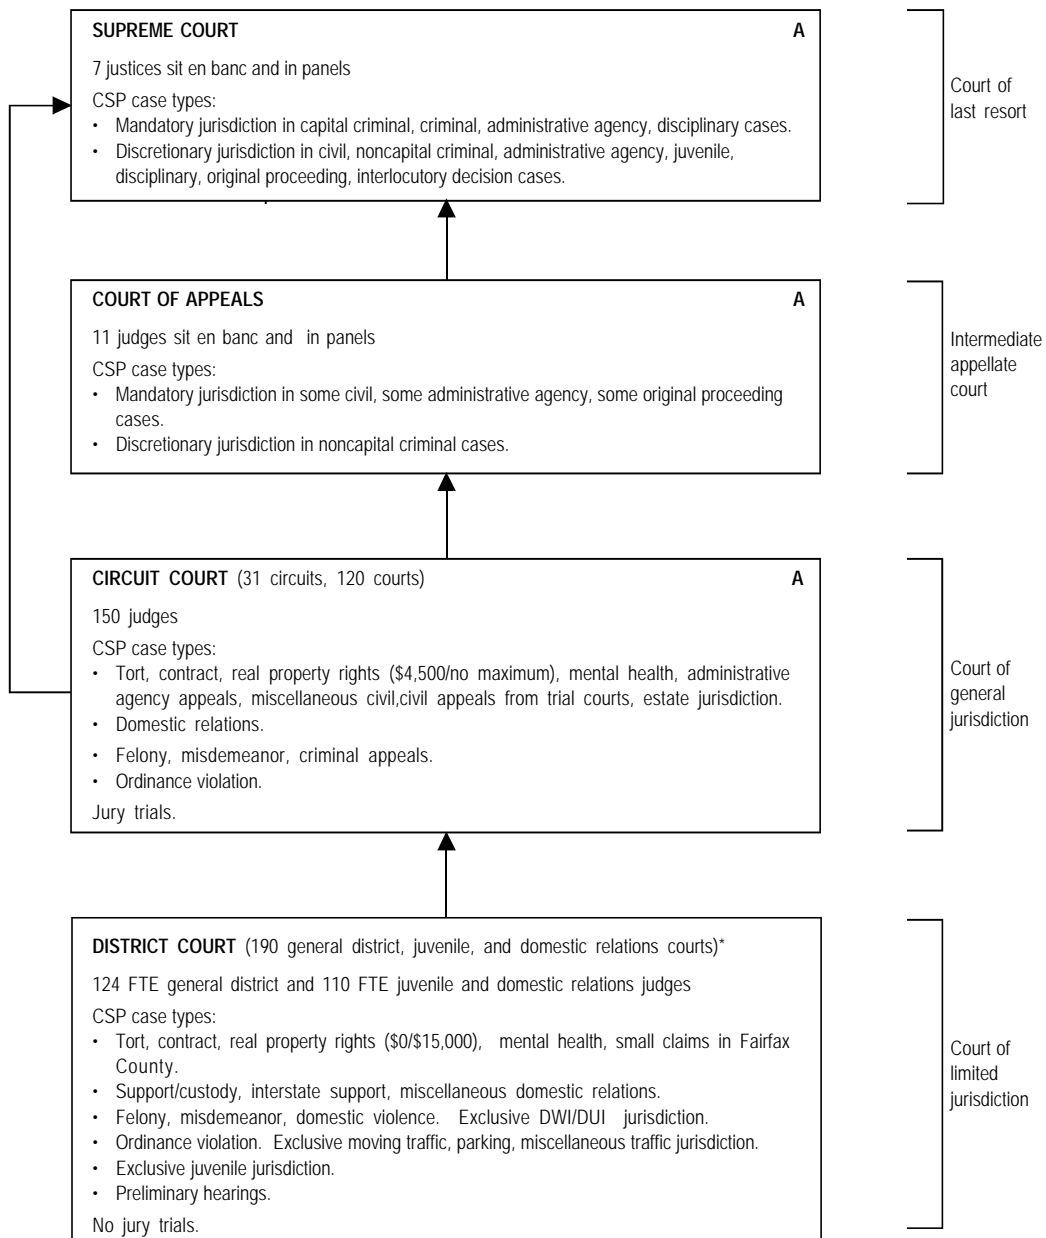 SUPREME COURT A
7 justices sit en banc and in panels
CSP case types:
• Mandatory jurisdiction in capital criminal, criminal, administrative agency, disciplinary cases.
• Discretionary jurisdiction in civil, noncapital criminal, administrative agency, juvenile,
disciplinary, original proceeding, interlocutory decision cases.
Court of
last resort
COURT OF APPEALS A
11 judges sit en banc and in panels
CSP case types:
• Mandatory jurisdiction in some civil, some administrative agency, some original proceeding
cases.
• Discretionary jurisdiction in noncapital criminal cases.
Intermediate
appellate
court
CIRCUIT COURT (31 circuits, 120 courts) A
150 judges
CSP case types:
• Tort, contract, real property rights ($4,500/no maximum), mental health, administrative
agency appeals, miscellaneous civil,civil appeals from trial courts, estate jurisdiction.
• Domestic relations.
• Felony, misdemeanor, criminal appeals.
• Ordinance violation.
Jury trials.
Court of
general
jurisdiction
DISTRICT COURT (190 general district, juvenile, and domestic relations courts)*
124 FTE general district and 110 FTE juvenile and domestic relations judges
CSP case types:
• Tort, contract, real property rights ($0/$15,000), mental health, small claims in Fairfax
County.
• Support/custody, interstate support, miscellaneous domestic relations.
• Felony, misdemeanor, domestic violence. Exclusive DWI/DUI jurisdiction.
• Ordinance violation. Exclusive moving traffic, parking, miscellaneous traffic jurisdiction.
• Exclusive juvenile jurisdiction.
• Preliminary hearings.
No jury trials.
Court of
limited
jurisdiction